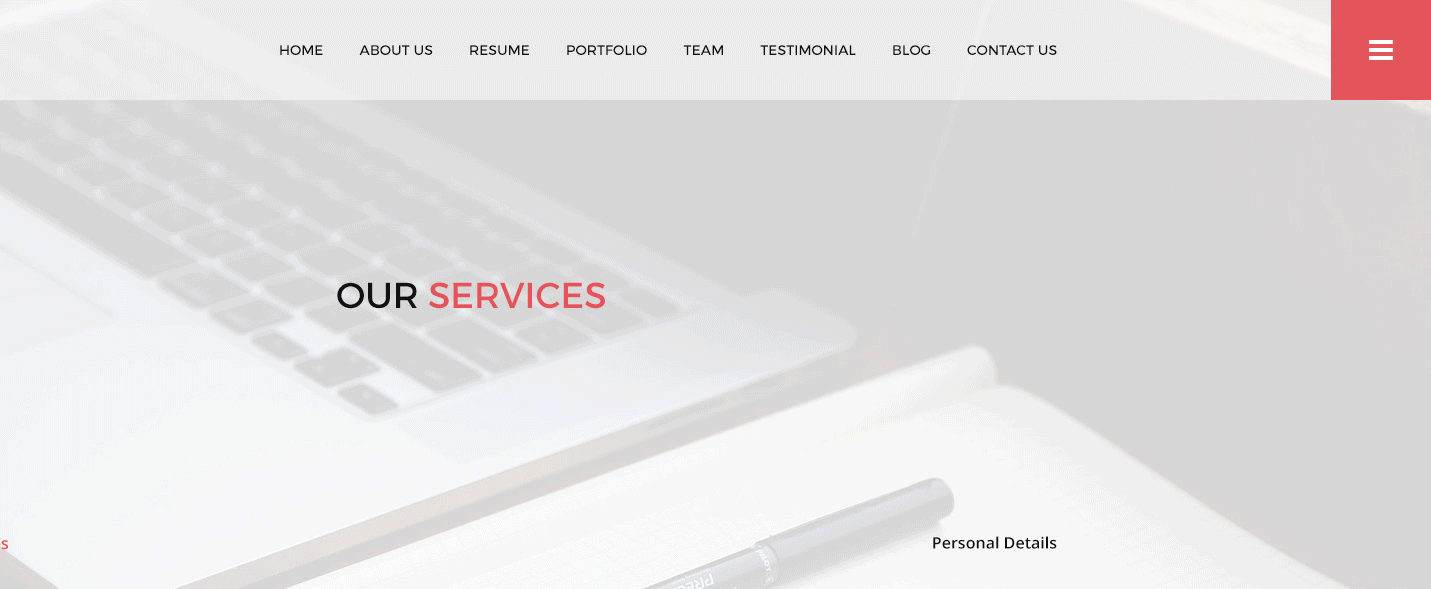 HOME ABOUT US RESUME PORTFOLIO TEAM TESTIMONIAL BLOG CONTACT US
OUR SERVICES
s Personal Details